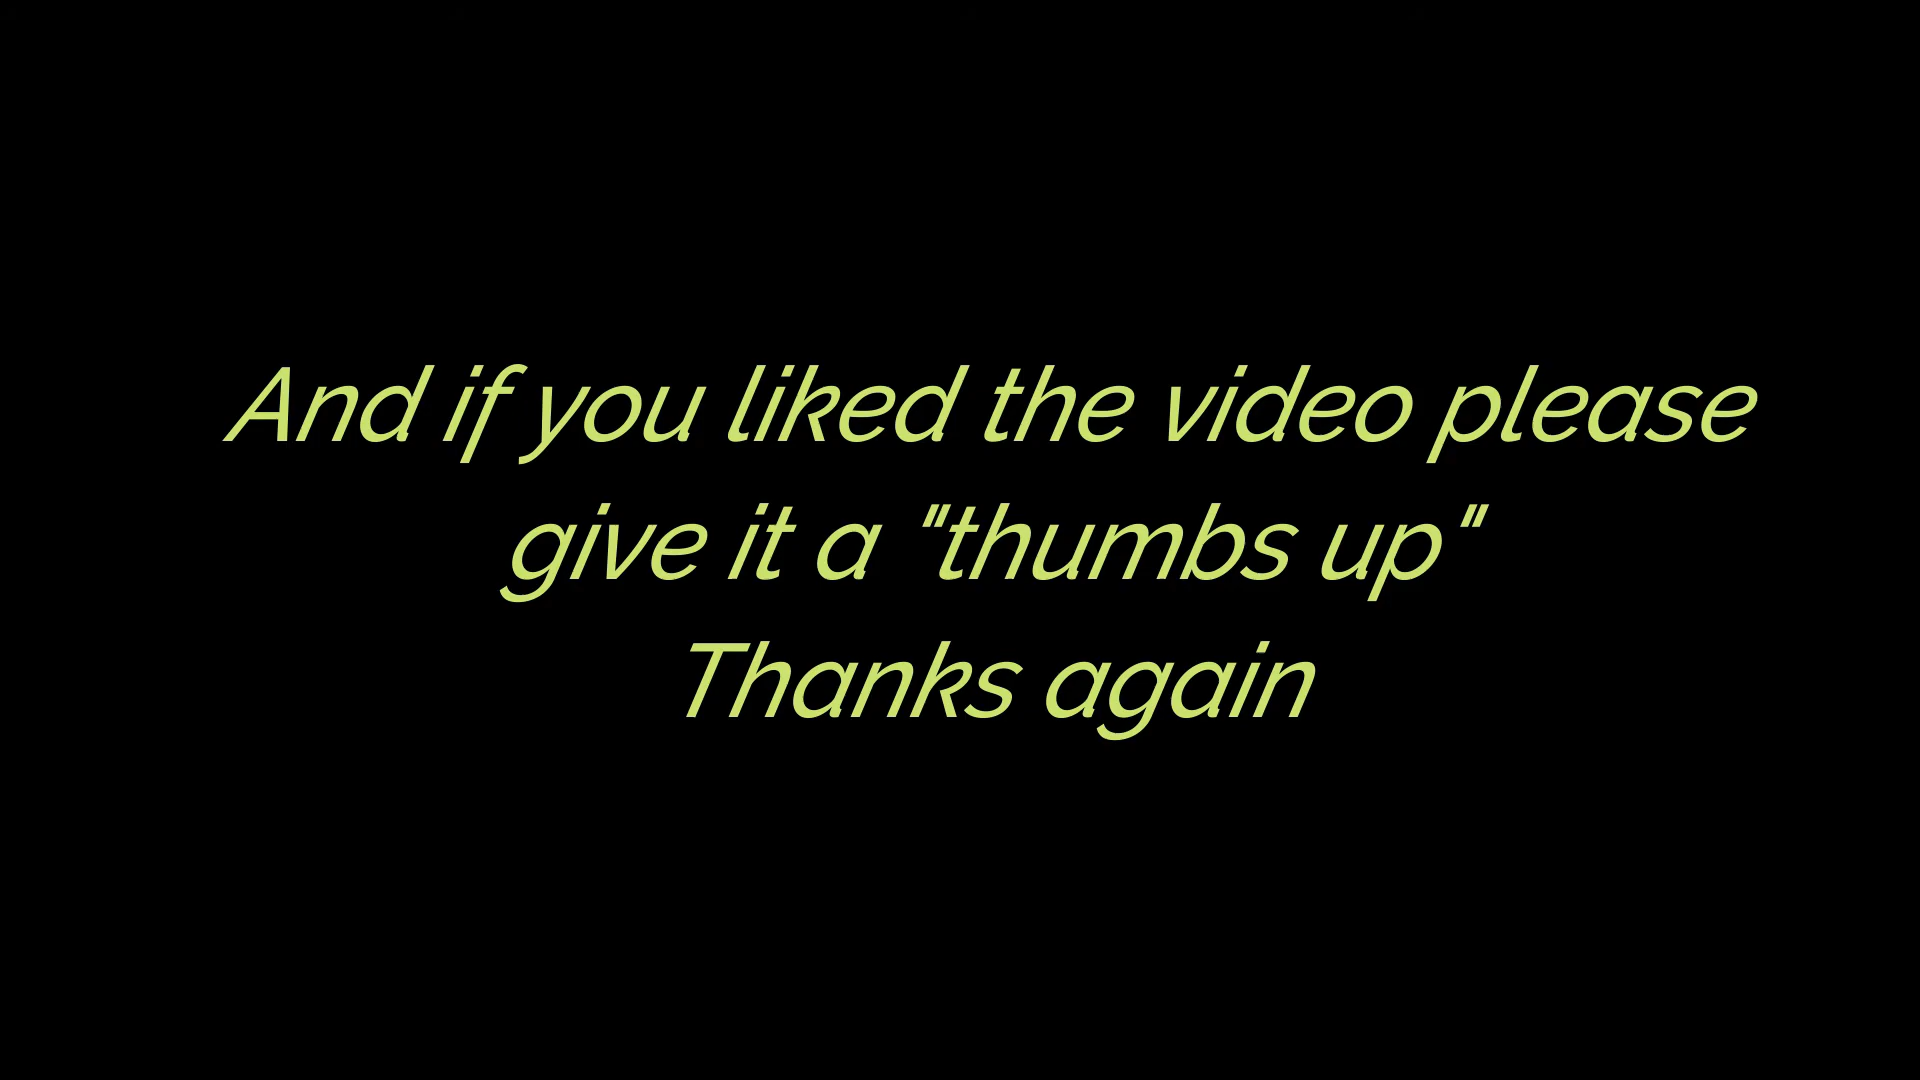 And if you liked the video please
give it a "thumbs up"
Thanks again